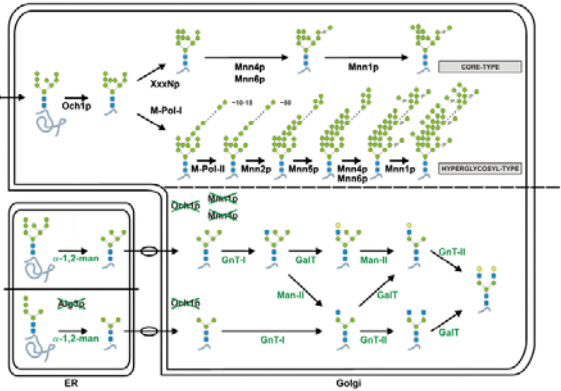 Mnn4p
Mnn6p
Mnn1p
CORE-TYPE
Och1p
XxxNp
M-Pol-I
~10-15
~50
M-Pol-II
Mnn2p
Mnn5p
Mnn4p
Mnn6p
Mnn1p
HYPERGLYCOSYL-TYPE
Och1p
Mnn1p
Mnn4p
α-1,2-man
GnT-I
GalT
Man-II
GnT-II
Man-II
GalT
Alg3p
Och1p
α-1,2-man
GnT-I
GnT-II
GalT
ER
Golgi